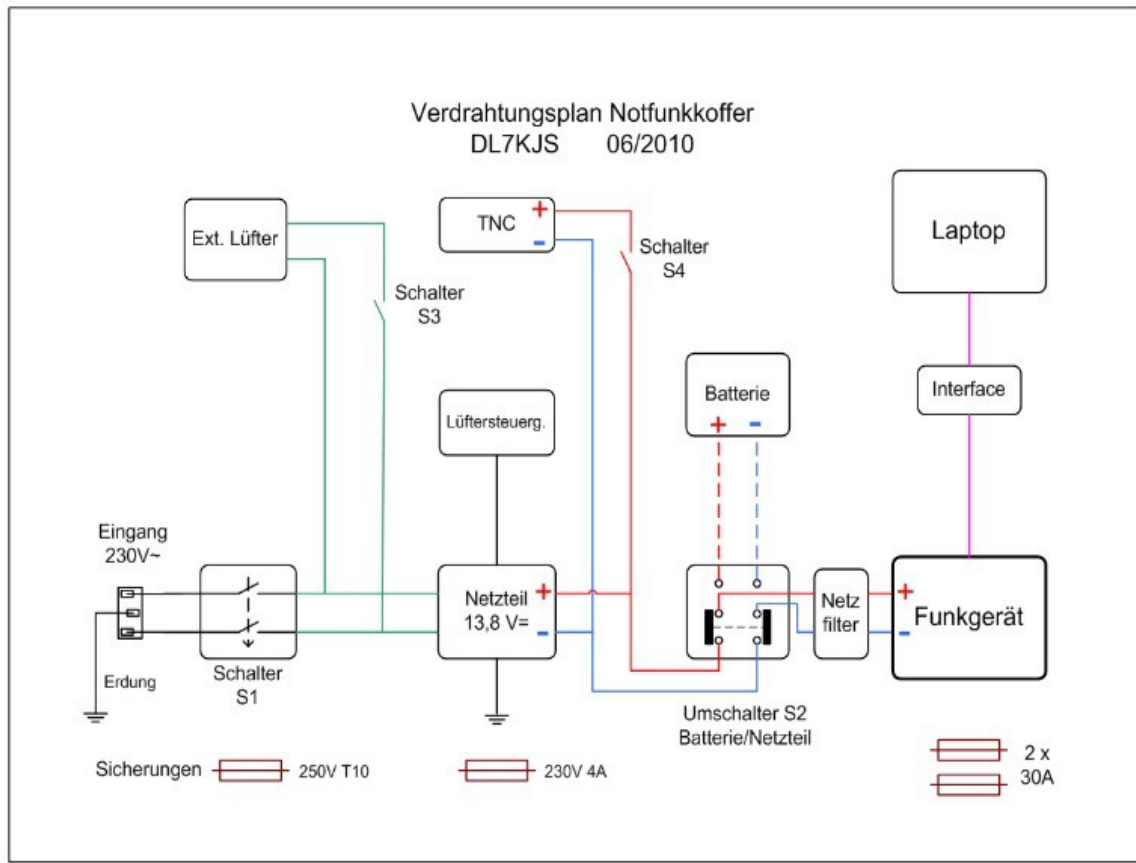 Verdrahtungsplan Notfunkkoffer
DL7KJS 06/2010
Ext. Lüfter
TNC
+
-
Schalter
S4
Laptop
Schalter
S3
Lüftersteuerg.
Batterie
+ -
Interface
Eingang
230V~
Erdung
Schalter
S1
Netzteil
13,8 V=
+
-
Umschalter S2
Batterie/Netzteil
Netz
filter
+
-
Funkgerät
Sicherungen
250V T10
230V 4A
2 x
30A